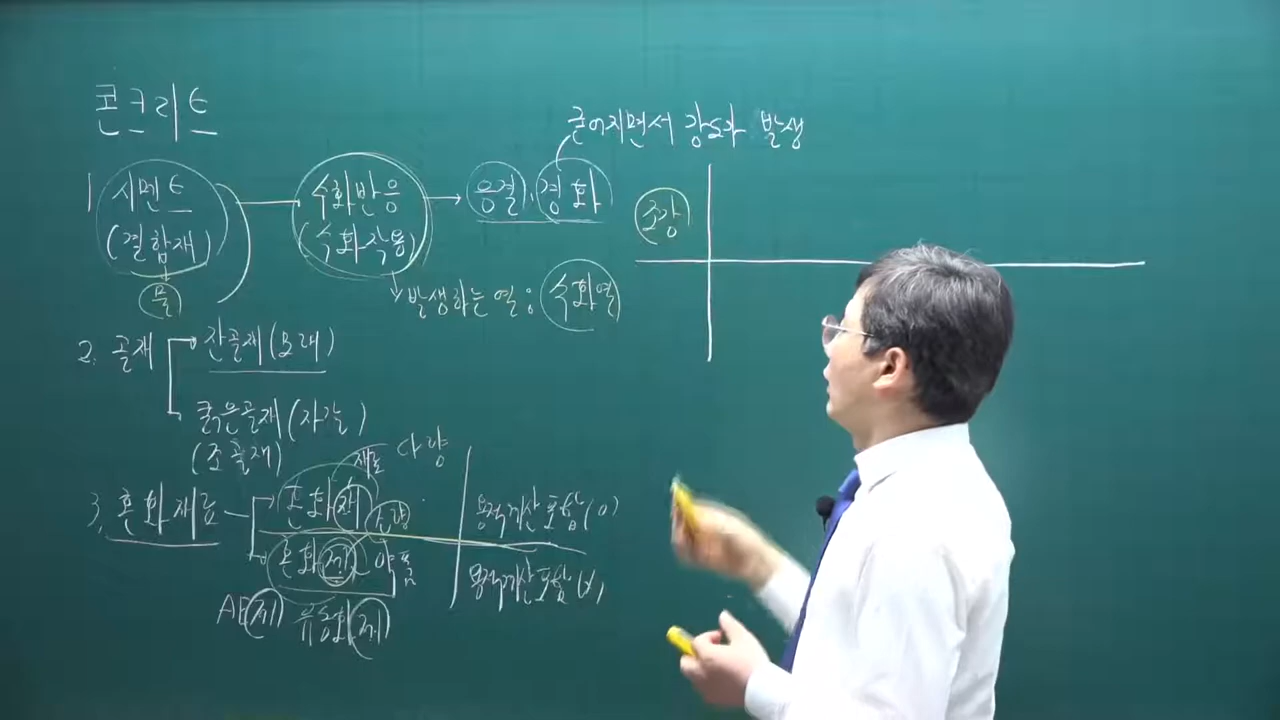 콘크리트
1 시멘트
(결합재)
물
수화반응
(수화작용)
응결, 경화
굳어지면서 강도가 발생
발생하는 열; 수화열
2. 골재
잔골재(모래)
굵은골재(자갈)
(조골재)
3. 혼화재료
혼화재 재료 다량
용적계산 포함(O)
소량
혼화제 약품
용적계산 포함(X)
AE제) 유동화제
초장